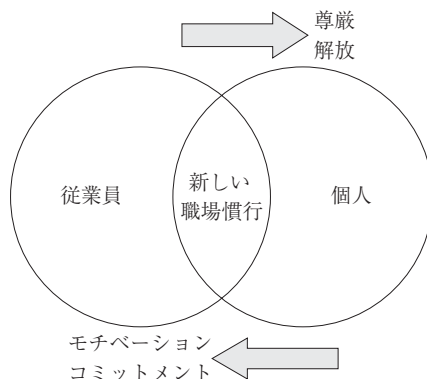 尊厳
解放
従業員
新しい
職場慣行
個人
モチベーション
コミットメント